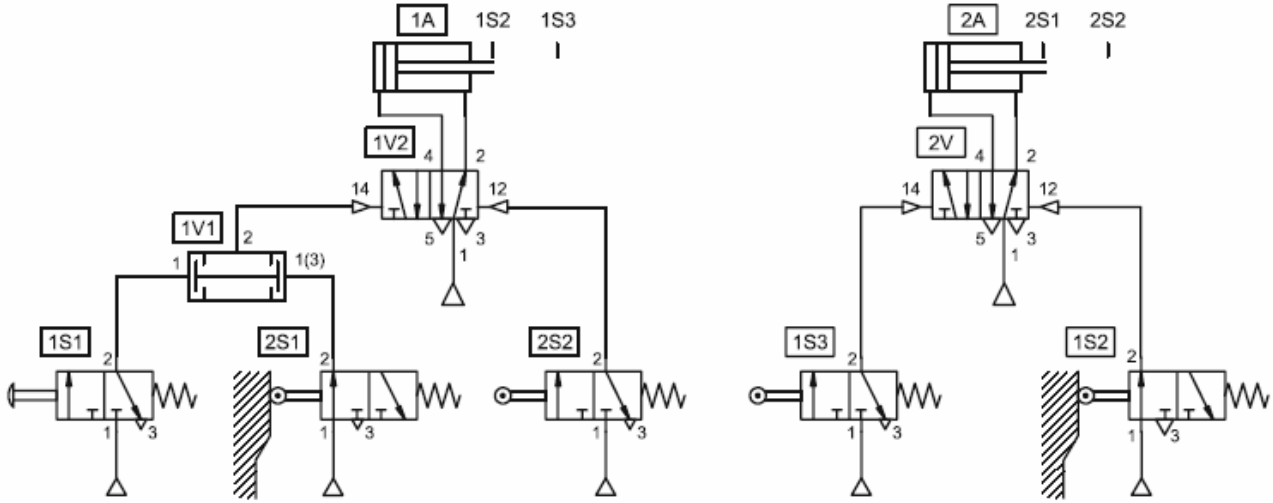 1A 1S2 1S3 2A 2S1 2S2
1V2 4 2 2V 4 2
14 12 14 12
1V1 2 5 3 5 3
1 1(3) 1 1
1S1 2S1 2S2 1S3 1S2
2 2 2 2 2
1 3 1 3 1 3 1 3 1 3